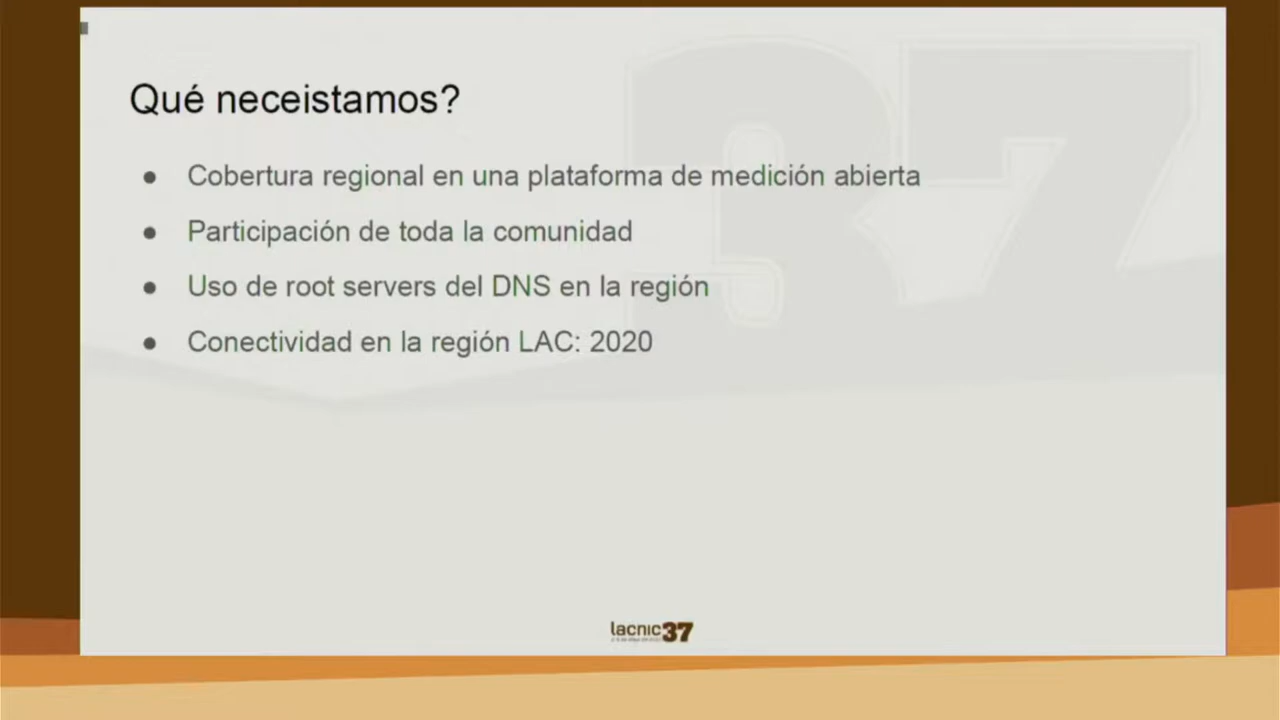 Qué neceistamos?
● Cobertura regional en una plataforma de medición abierta
● Participación de toda la comunidad
● Uso de root servers del DNS en la región
● Conectividad en la región LAC: 2020
37
lacnic37